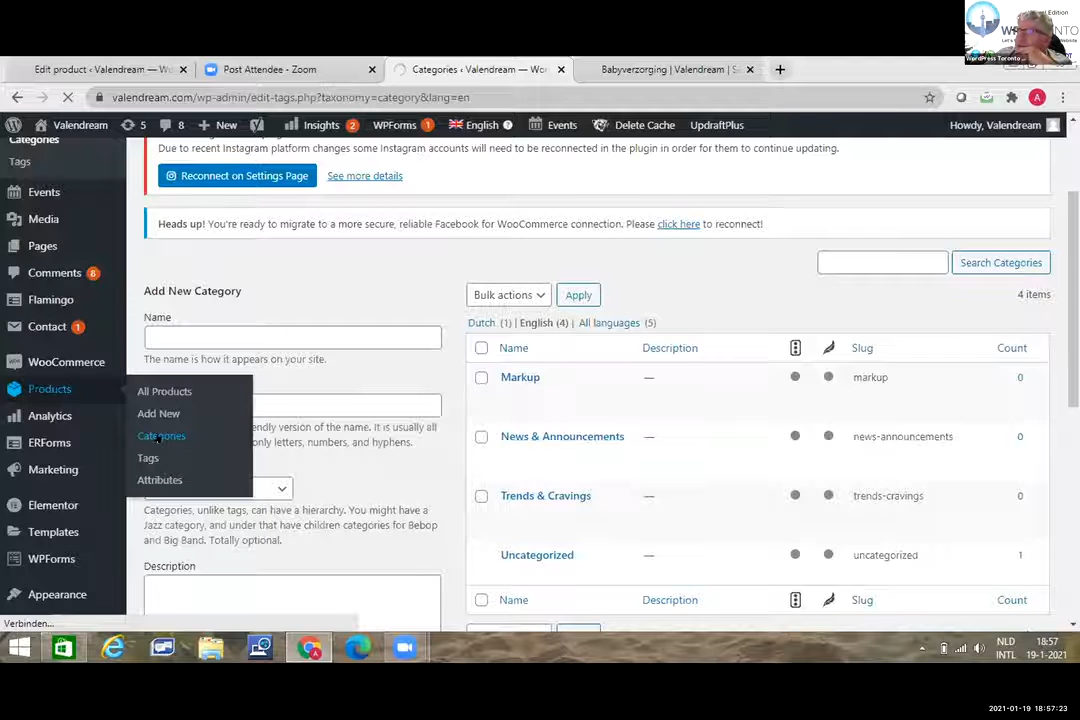 Edition
WordPress Toronto
Edit product ‹ Valendream — Wo
Post Attendee - Zoom
Categories ‹ Valendream — Wor
Babyverzorging | Valendream | S
valendream.com/wp-admin/edit-tags.php?taxonomy=category&lang=en
Valendream
5
8
New
Insights 2
WPForms 1
English
Events
Delete Cache
UpdraftPlus
Howdy, Valendream
Categories
Tags
Events
Media
Pages
Comments 8
Flamingo
Contact 1
WooCommerce
Products
Analytics
ERForms
Marketing
Elementor
Templates
WPForms
Appearance
All Products
Add New
Categories
Tags
Attributes
Due to recent Instagram platform changes some Instagram accounts will need to be reconnected in the plugin in order for them to continue updating.
Reconnect on Settings Page
See more details
Heads up! You're ready to migrate to a more secure, reliable Facebook for WooCommerce connection. Please click here to reconnect!
Search Categories
Add New Category
Name
The name is how it appears on your site.
endly version of the name. It is usually all
only letters, numbers, and hyphens.
Categories, unlike tags, can have a hierarchy. You might have a
Jazz category, and under that have children categories for Bebop
and Big Band. Totally optional.
Description
Bulk actions
Apply
4 items
Dutch (1) | English (4) | All languages (5)
Name Description Slug Count
Markup — markup 0
News & Announcements — news-announcements 0
Trends & Cravings — trends-cravings 0
Uncategorized — uncategorized 1
Name Description Slug Count
Verbinden...
NLD 18:57
INTL 19-1-2021
2021-01-19 18:57:23